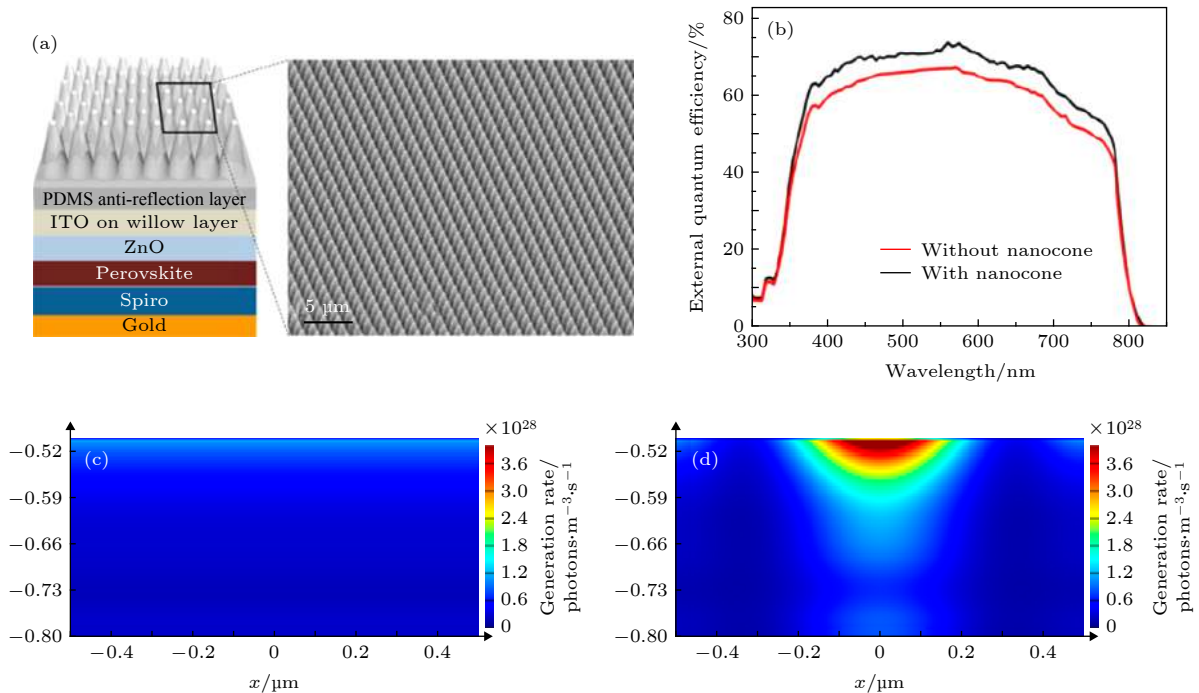 (a)
PDMS anti-reflection layer
ITO on willow layer
ZnO
Perovskite
Spiro
Gold
5 μm
(b)
External quantum efficiency/%
80
60
40
20
0
Without nanocone
With nanocone
300 400 500 600 700 800
Wavelength/nm
(c)
−0.52
−0.59
−0.66
−0.73
−0.80
−0.4 −0.2 0 0.2 0.4
x/μm
×10²⁸
3.6
3.0
2.4
1.8
1.2
0.6
0
Generation rate/
photons·m⁻³·s⁻¹
(d)
−0.52
−0.59
−0.66
−0.73
−0.80
−0.4 −0.2 0 0.2 0.4
x/μm
×10²⁸
3.6
3.0
2.4
1.8
1.2
0.6
0
Generation rate/
photons·m⁻³·s⁻¹